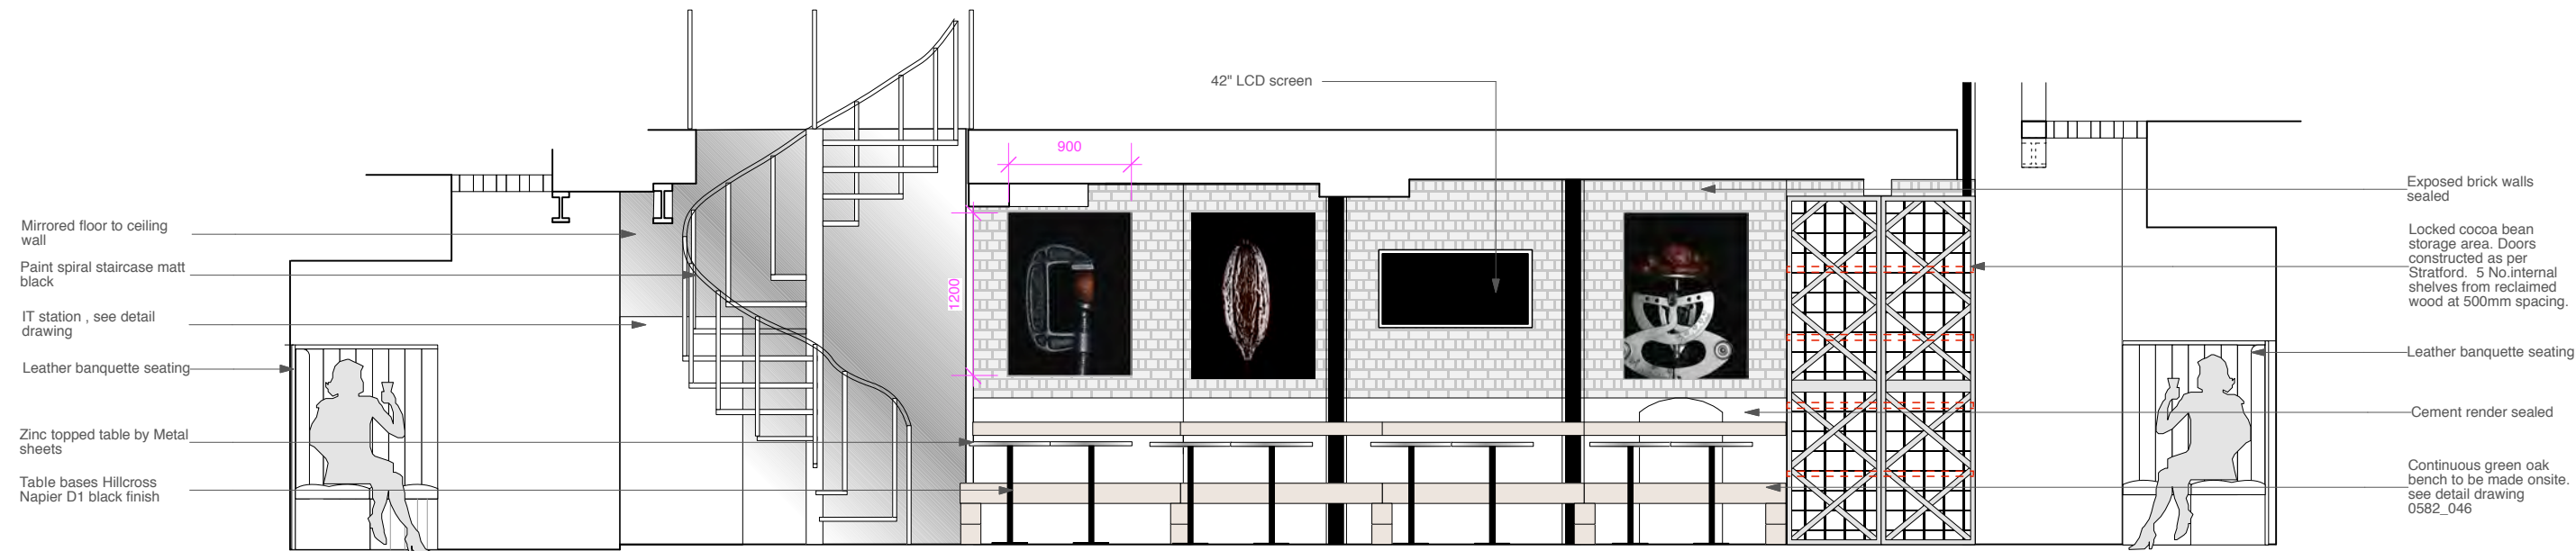 42" LCD screen
900
1200
Mirrored floor to ceiling
wall
Paint spiral staircase matt
black
IT station , see detail
drawing
Leather banquette seating
Zinc topped table by Metal
sheets
Table bases Hillcross
Napier D1 black finish
Exposed brick walls
sealed
Locked cocoa bean
storage area. Doors
constructed as per
Stratford.  5 No.internal
shelves from reclaimed
wood at 500mm spacing.
Leather banquette seating
Cement render sealed
Continuous green oak
bench to be made onsite.
see detail drawing
0582_046